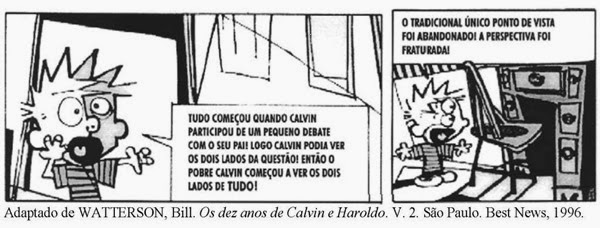 TUDO COMEÇOU QUANDO CALVIN
PARTICIPOU DE UM PEQUENO DEBATE
COM O SEU PAI! LOGO CALVIN PODIA VER
OS DOIS LADOS DA QUESTÃO! ENTÃO O
POBRE CALVIN COMEÇOU A VER OS DOIS
LADOS DE TUDO!
O TRADICIONAL ÚNICO PONTO DE VISTA
FOI ABANDONADO! A PERSPECTIVA FOI
FRATURADA!
Adaptado de WATTERSON, Bill. Os dez anos de Calvin e Haroldo. V. 2. São Paulo. Best News, 1996.